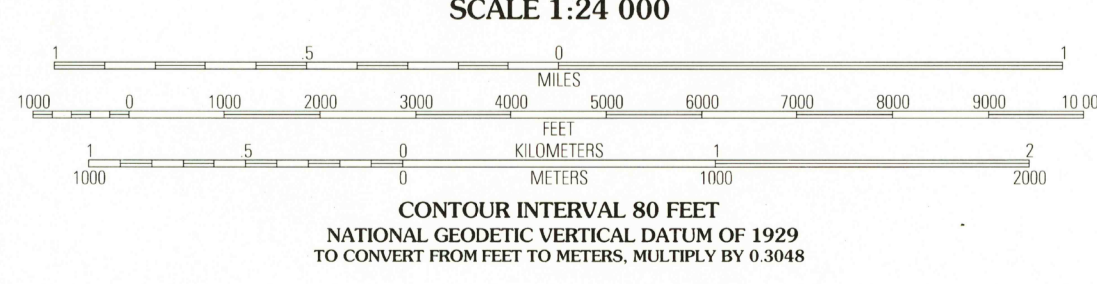 SCALE 1:24 000
1 .5 0 1
MILES
1000 0 1000 2000 3000 4000 5000 6000 7000 8000 9000 10 00
FEET
1 .5 0 KILOMETERS 1 2
1000 0 METERS 1000 2000
CONTOUR INTERVAL 80 FEET
NATIONAL GEODETIC VERTICAL DATUM OF 1929
TO CONVERT FROM FEET TO METERS, MULTIPLY BY 0.3048